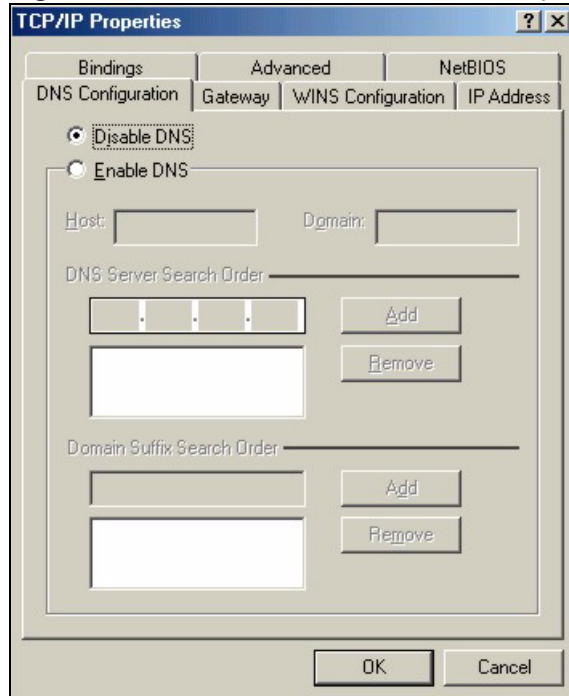 TCP/IP Properties ? ×
Bindings Advanced NetBIOS
DNS Configuration Gateway WINS Configuration IP Address
Disable DNS
Enable DNS
Host: Domain:
DNS Server Search Order
. . . Add
Remove
Domain Suffix Search Order
Add
Remove
OK Cancel